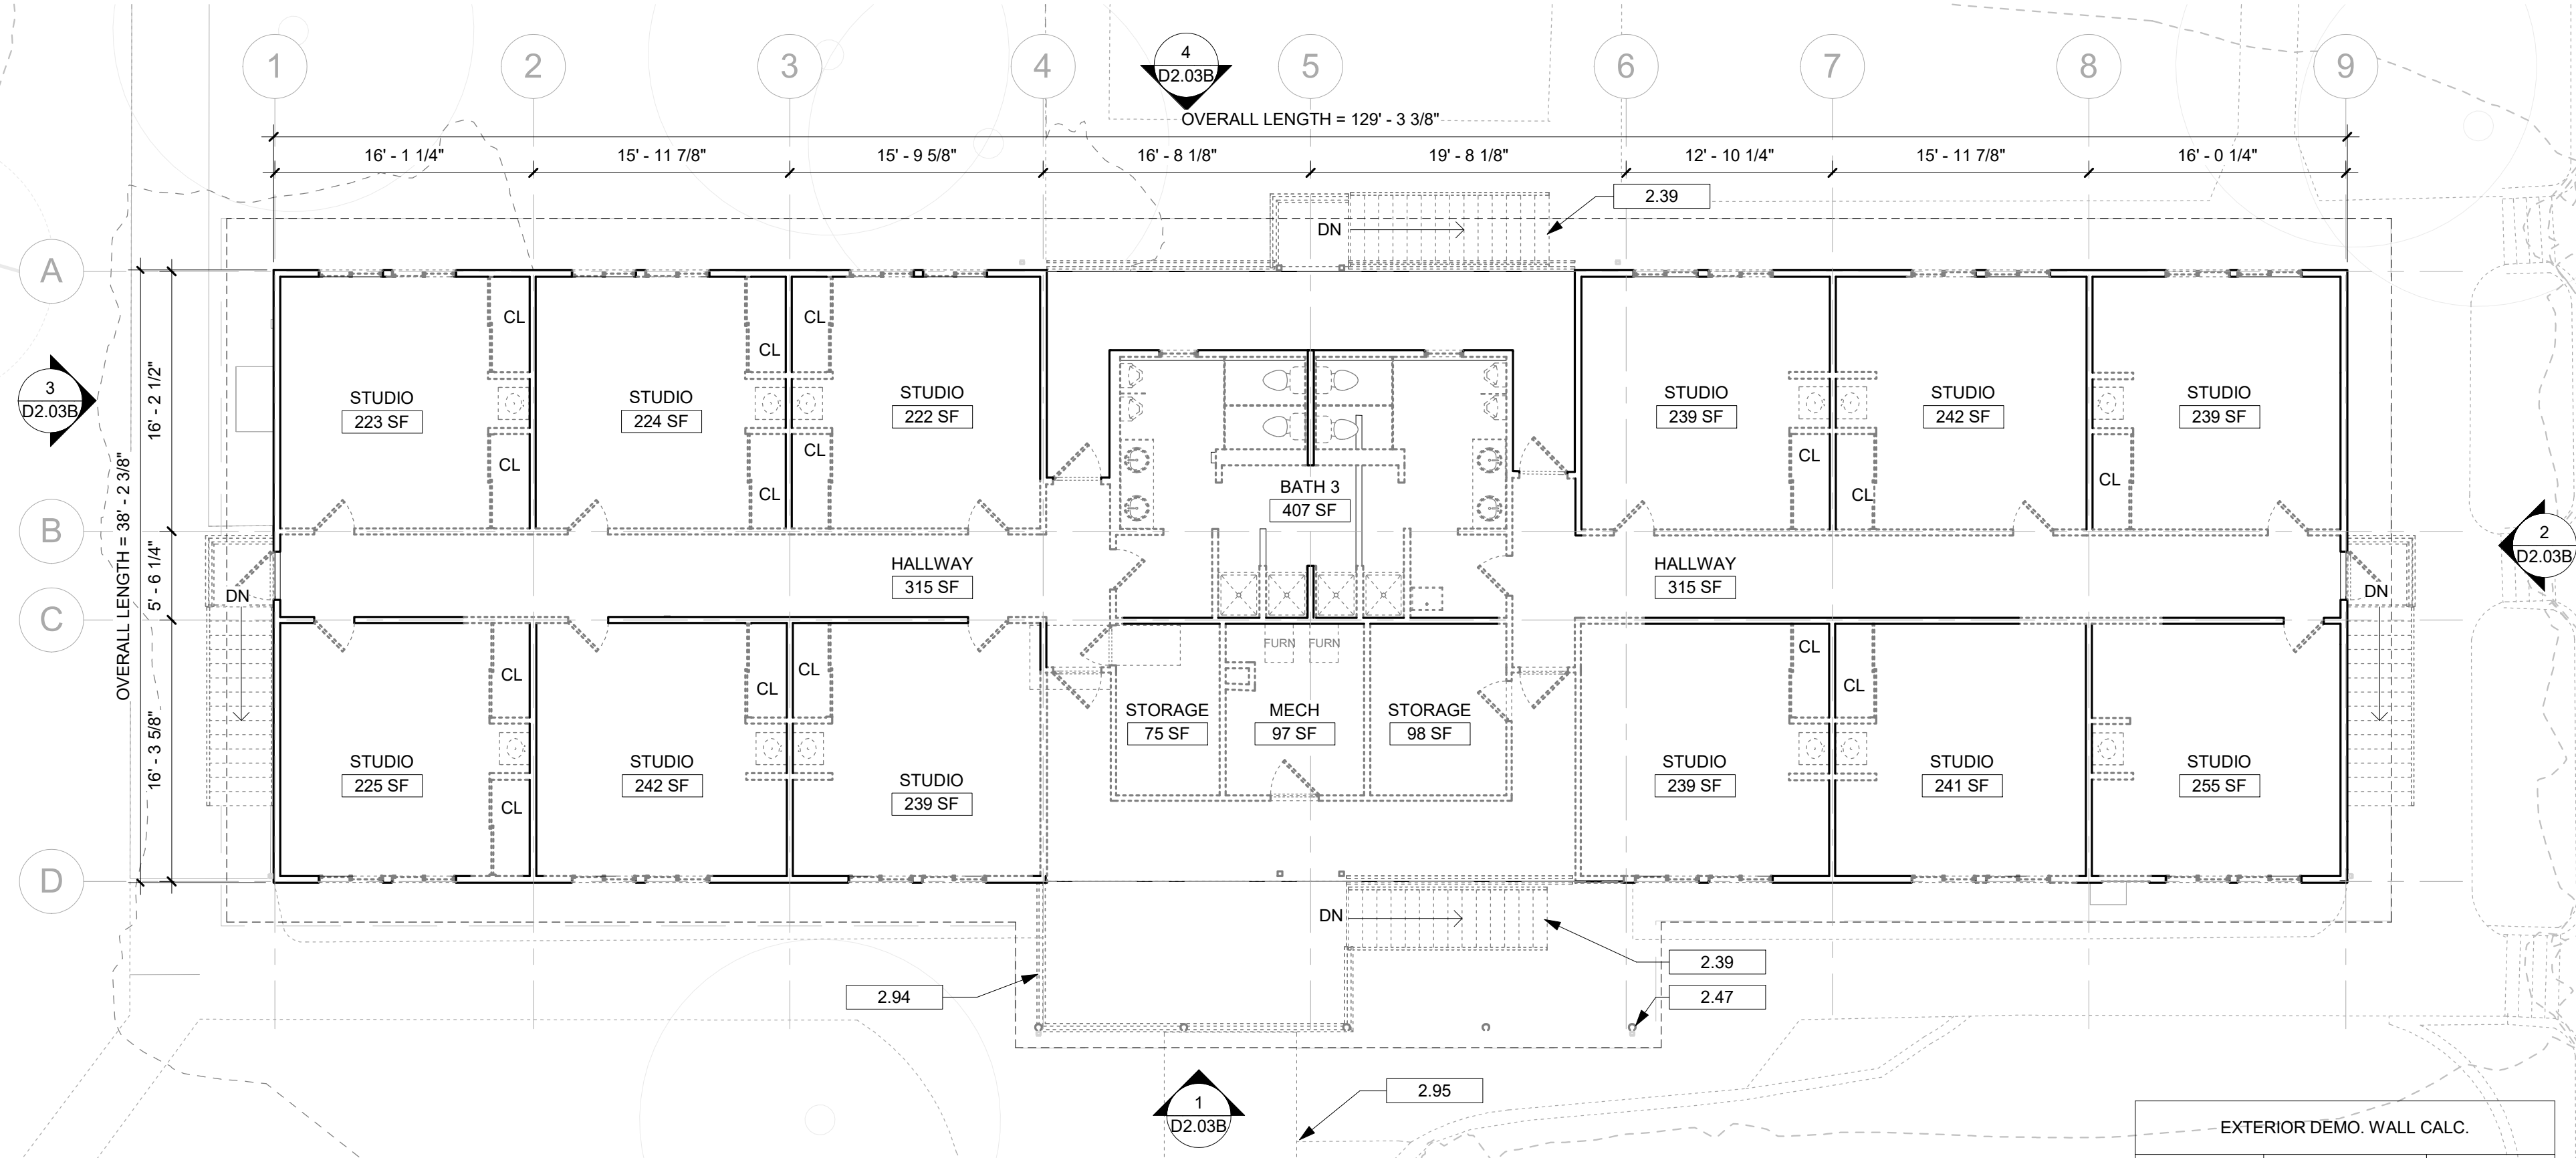 1
2
3
4
5
6
7
8
9
4
D2.03B
OVERALL LENGTH = 129' - 3 3/8"
16' - 1 1/4"
15' - 11 7/8"
15' - 9 5/8"
16' - 8 1/8"
19' - 8 1/8"
12' - 10 1/4"
15' - 11 7/8"
16' - 0 1/4"
2.39
DN
A
B
C
D
OVERALL LENGTH = 38' - 2 3/8"
16' - 2 1/2"
5' - 6 1/4"
16' - 3 5/8"
3
D2.03B
2
D2.03B
CL
CL
CL
STUDIO
223 SF
STUDIO
224 SF
STUDIO
222 SF
STUDIO
239 SF
STUDIO
242 SF
STUDIO
239 SF
CL
CL
CL
CL
CL
CL
BATH 3
407 SF
HALLWAY
315 SF
HALLWAY
315 SF
DN
DN
FURN
FURN
CL
CL
CL
CL
CL
STORAGE
75 SF
MECH
97 SF
STORAGE
98 SF
STUDIO
225 SF
STUDIO
242 SF
STUDIO
239 SF
STUDIO
239 SF
STUDIO
241 SF
STUDIO
255 SF
CL
DN
2.39
2.94
2.47
2.95
1
D2.03B
EXTERIOR DEMO. WALL CALC.